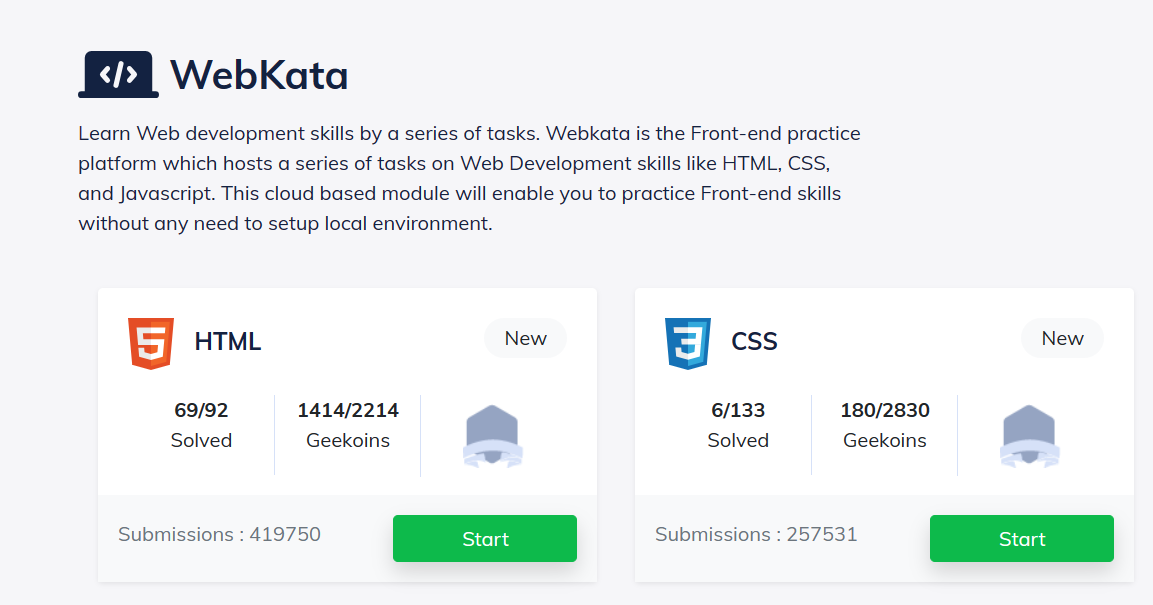 WebKata
Learn Web development skills by a series of tasks. Webkata is the Front-end practice
platform which hosts a series of tasks on Web Development skills like HTML, CSS,
and Javascript. This cloud based module will enable you to practice Front-end skills
without any need to setup local environment.
HTML
New
69/92
Solved
1414/2214
Geekoins
Submissions : 419750
Start
CSS
New
6/133
Solved
180/2830
Geekoins
Submissions : 257531
Start